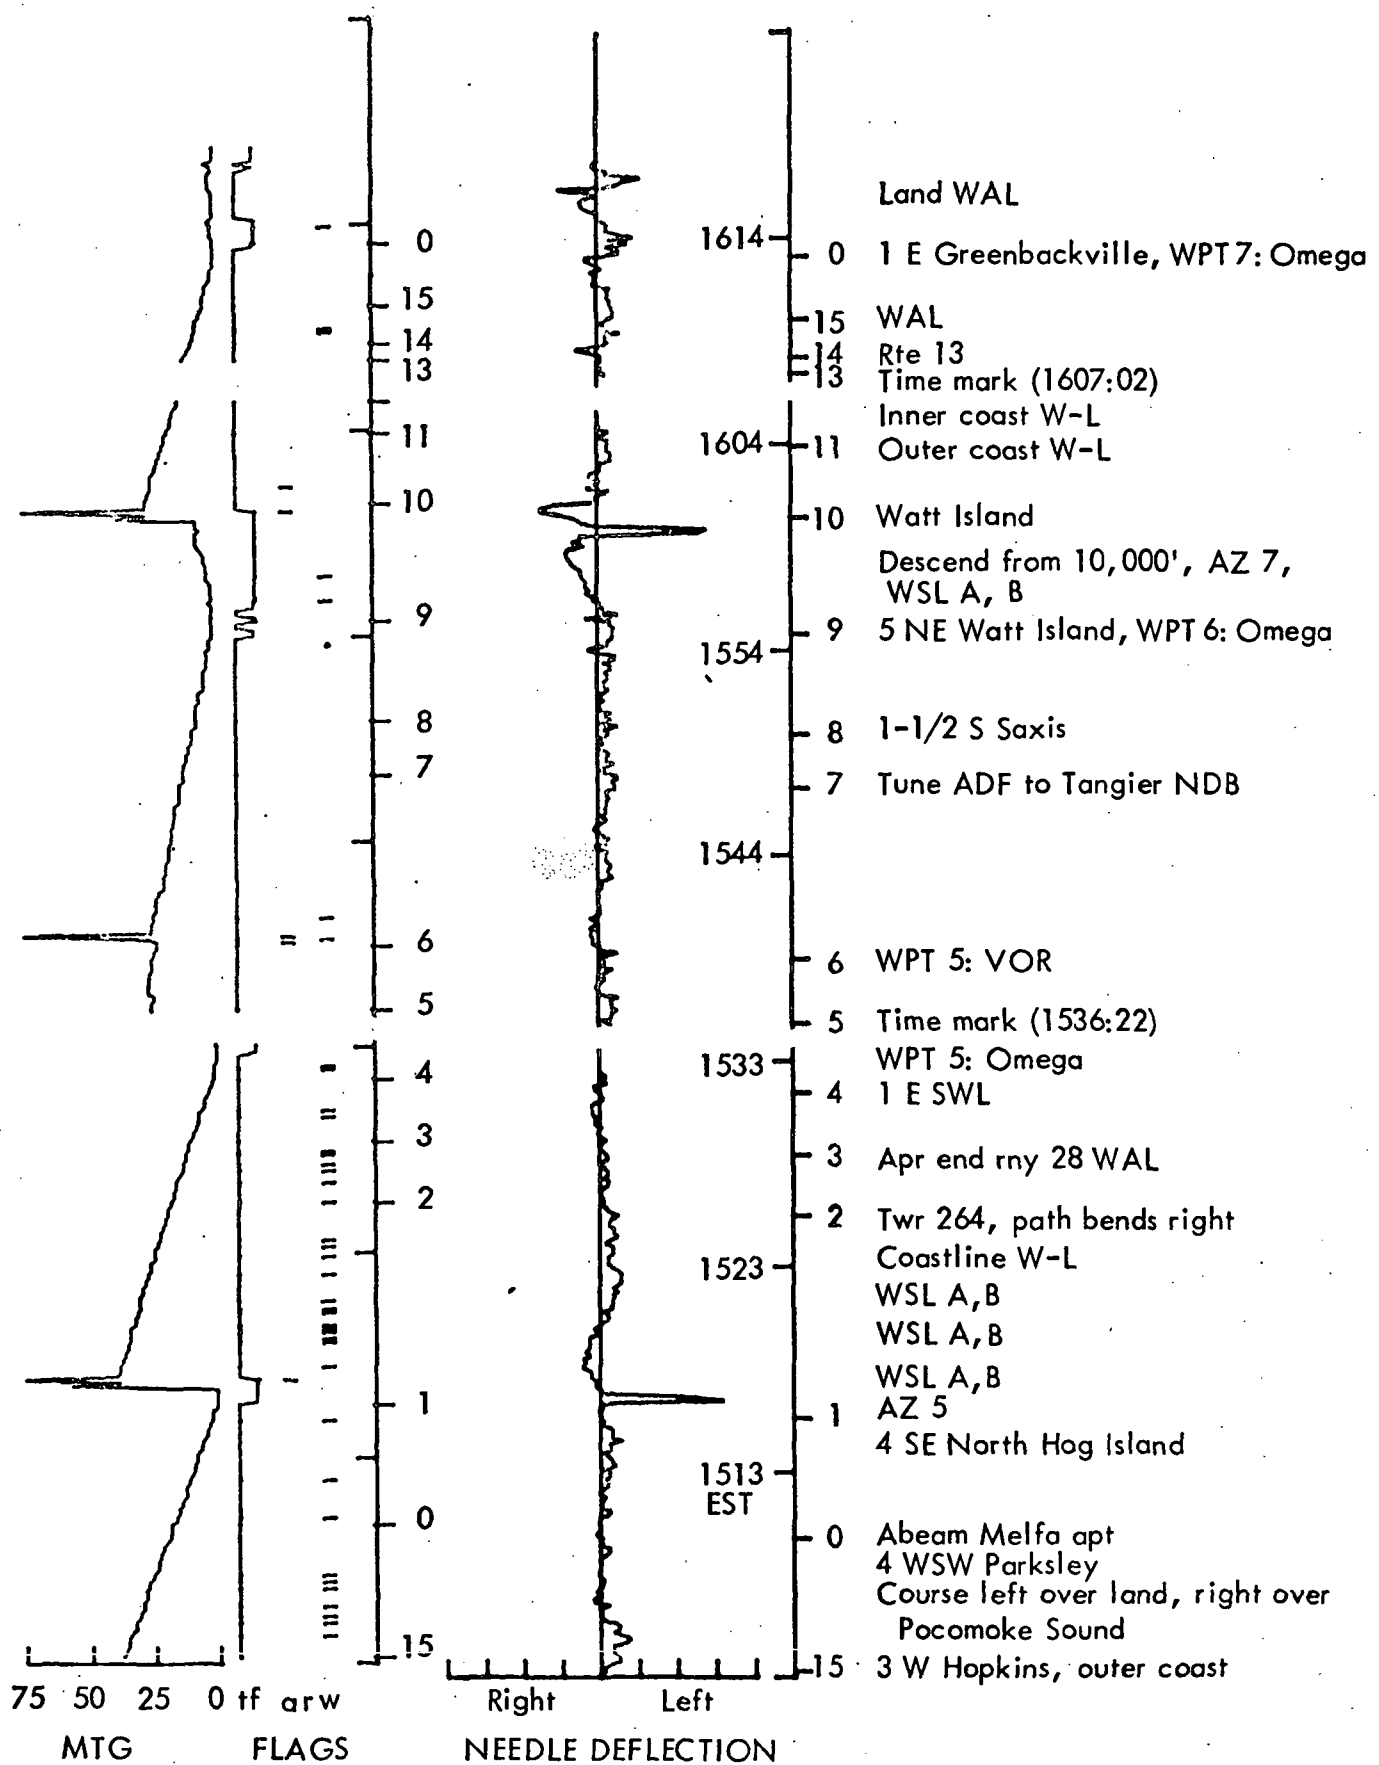 Land WAL
0
1614
0 1 E Greenbackville, WPT 7: Omega
15
15 WAL
14
14 Rte 13
13
13 Time mark (1607:02)
Inner coast W-L
11
1604
11 Outer coast W-L
10
10 Watt Island
Descend from 10,000', AZ 7,
WSL A, B
9
9 5 NE Watt Island, WPT 6: Omega
1554
8
8 1-1/2 S Saxis
7
7 Tune ADF to Tangier NDB
1544
6
6 WPT 5: VOR
5
5 Time mark (1536:22)
1533
WPT 5: Omega
4
4 1 E SWL
3
3 Apr end rny 28 WAL
2
2 Twr 264, path bends right
Coastline W-L
1523
WSL A,B
WSL A,B
WSL A,B
1
1 AZ 5
4 SE North Hog Island
1513
EST
0
0 Abeam Melfa apt
4 WSW Parksley
Course left over land, right over
Pocomoke Sound
15
15 3 W Hopkins, outer coast
75 50 25 0 tf arw
Right Left
MTG FLAGS NEEDLE DEFLECTION